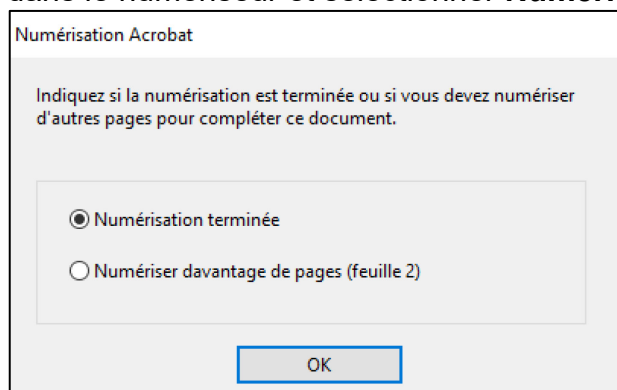 Numérisation Acrobat
Indiquez si la numérisation est terminée ou si vous devez numériser
d'autres pages pour compléter ce document.
Numérisation terminée
Numériser davantage de pages (feuille 2)
OK